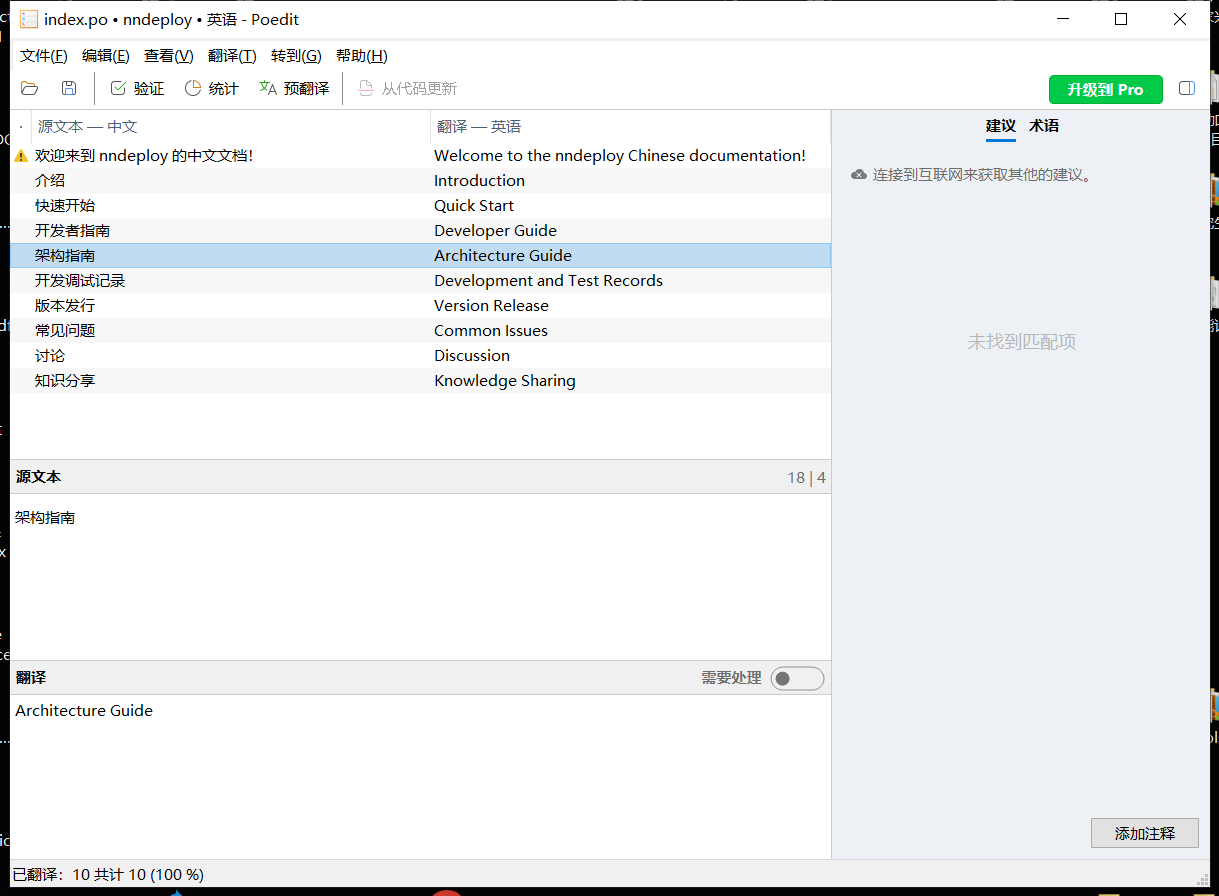 index.po • nndeploy • 英语 - Poedit
文件(F) 编辑(E) 查看(V) 翻译(T) 转到(G) 帮助(H)
验证 统计 预翻译 从代码更新 升级到 Pro
· 源文本 — 中文 翻译 — 英语
欢迎来到 nndeploy 的中文文档! Welcome to the nndeploy Chinese documentation!
介绍 Introduction
快速开始 Quick Start
开发者指南 Developer Guide
架构指南 Architecture Guide
开发调试记录 Development and Test Records
版本发行 Version Release
常见问题 Common Issues
讨论 Discussion
知识分享 Knowledge Sharing
源文本 18 | 4
架构指南
翻译 需要处理
Architecture Guide
已翻译：10 共计 10 (100 %)
建议 术语
连接到互联网来获取其他的建议。
未找到匹配项
添加注释